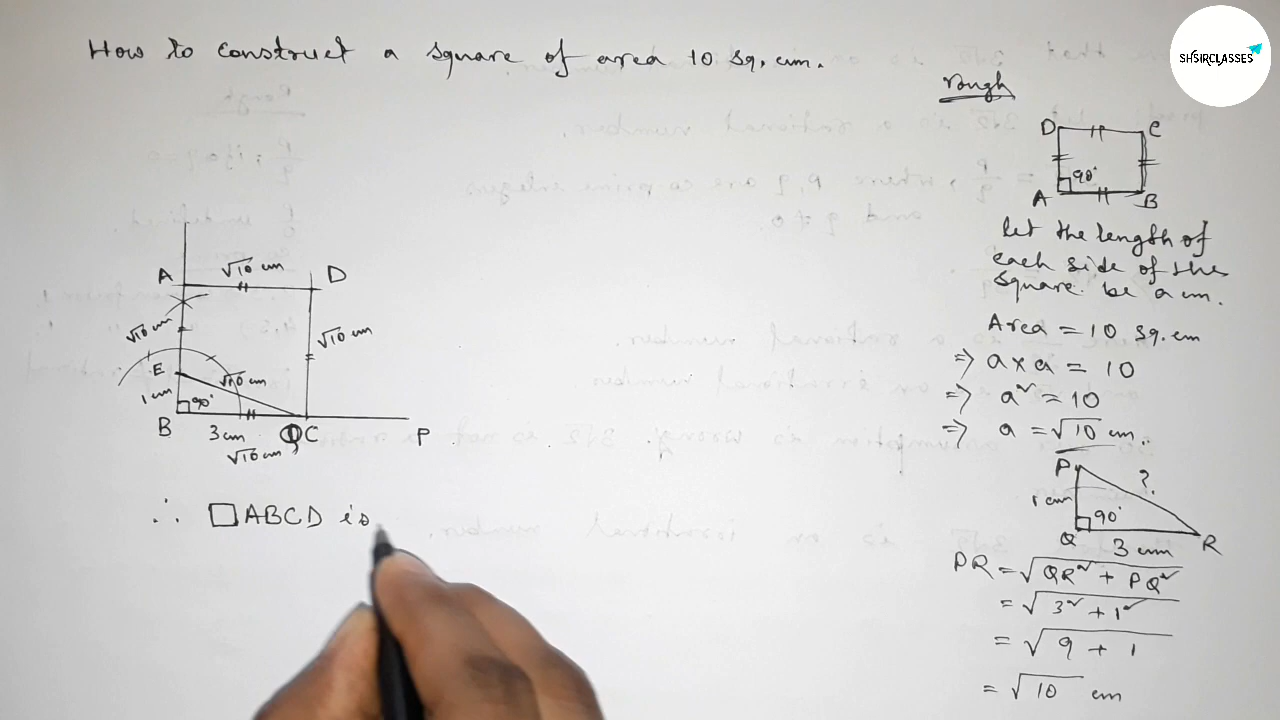 How to construct a square of area 10 sq. cm.
SHSIRCLASSES
rough
D C
90°
A B
let the length of
each side of the
square be a cm.
Area = 10 sq. cm
⇒ a × a = 10
⇒ a² = 10
⇒ a = √10 cm.
P ?
1 cm
90°
Q 3 cm R
PR = √QR² + PQ²
= √3² + 1²
= √9 + 1
= √10 cm
A √10 cm D
√10 cm √10 cm
E √10 cm
1 cm 90°
B 3 cm Q C P
√10 cm
∴ □ABCD is